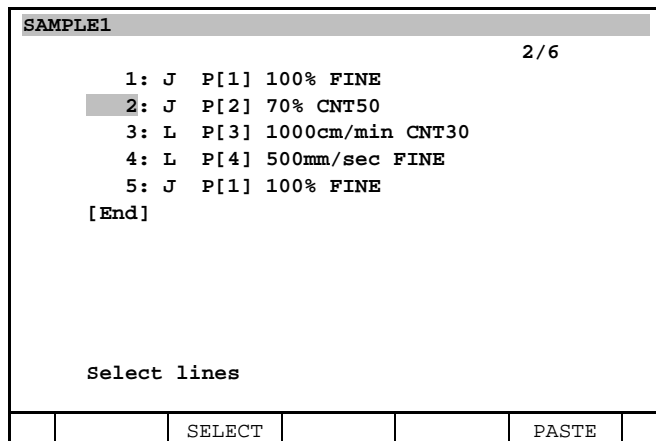 SAMPLE1
2/6
1: J P[1] 100% FINE
2: J P[2] 70% CNT50
3: L P[3] 1000cm/min CNT30
4: L P[4] 500mm/sec FINE
5: J P[1] 100% FINE
[End]
Select lines
SELECT PASTE